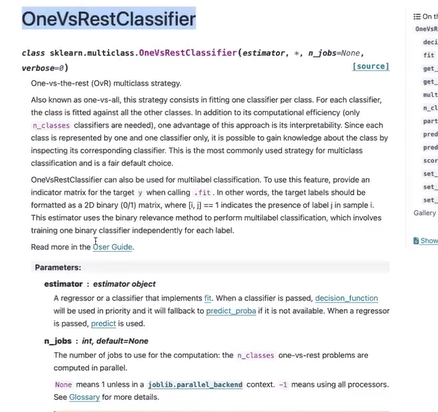 OneVsRestClassifier
class sklearn.multiclass.OneVsRestClassifier(estimator, *, n_jobs=None,
verbose=0) [source]
One-vs-the-rest (OvR) multiclass strategy.
Also known as one-vs-all, this strategy consists in fitting one classifier per class. For each classifier,
the class is fitted against all the other classes. In addition to its computational efficiency (only
n_classes classifiers are needed), one advantage of this approach is its interpretability. Since each
class is represented by one and one classifier only, it is possible to gain knowledge about the class by
inspecting its corresponding classifier. This is the most commonly used strategy for multiclass
classification and is a fair default choice.
OneVsRestClassifier can also be used for multilabel classification. To use this feature, provide an
indicator matrix for the target y when calling .fit. In other words, the target labels should be
formatted as a 2D binary (0/1) matrix, where [i, j] == 1 indicates the presence of label j in sample i.
This estimator uses the binary relevance method to perform multilabel classification, which involves
training one binary classifier independently for each label.
Read more in the User Guide.
Parameters:
estimator : estimator object
A regressor or a classifier that implements fit. When a classifier is passed, decision_function
will be used in priority and it will fallback to predict_proba if it is not available. When a regressor
is passed, predict is used.
n_jobs : int, default=None
The number of jobs to use for the computation: the n_classes one-vs-rest problems are
computed in parallel.
None means 1 unless in a joblib.parallel_backend context. -1 means using all processors.
See Glossary for more details.
On th
OneVsR
deci
fit
get_
get_
mult
n_cl
part
pred
pred
scor
set_
set_
set_
Gallery
Show